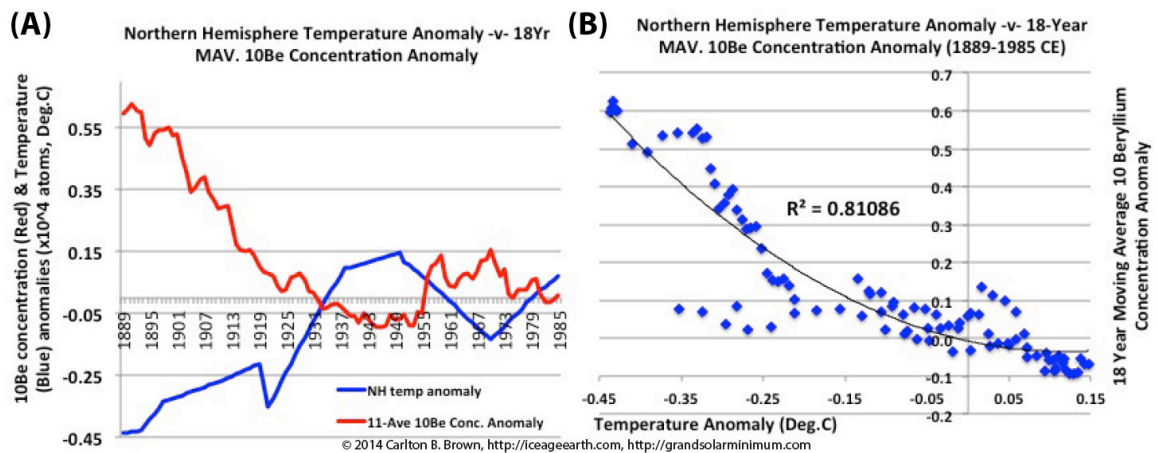 (A)
Northern Hemisphere Temperature Anomaly -v- 18Yr
MAV. 10Be Concentration Anomaly
10Be concentration (Red) & Temperature
(Blue) anomalies (x10^4 atoms, Deg.C)
0.55
0.35
0.15
-0.05
-0.25
-0.45
1889
1895
1901
1907
1913
1919
1925
1931
1937
1943
1949
1955
1961
1967
1973
1979
1985
NH temp anomaly
11-Ave 10Be Conc. Anomaly
(B)
Northern Hemisphere Temperature Anomaly -v- 18-Year
MAV. 10Be Concentration Anomaly (1889-1985 CE)
0.7
0.6
0.5
0.4
0.3
0.2
0.1
0.0
-0.1
-0.2
R² = 0.81086
-0.45
-0.35
-0.25
-0.15
-0.05
0.05
0.15
Temperature Anomaly (Deg.C)
18 Year Moving Average 10 Beryllium
Concentration Anomaly
© 2014 Carlton B. Brown, http://iceageearth.com, http://grandsolarminimum.com